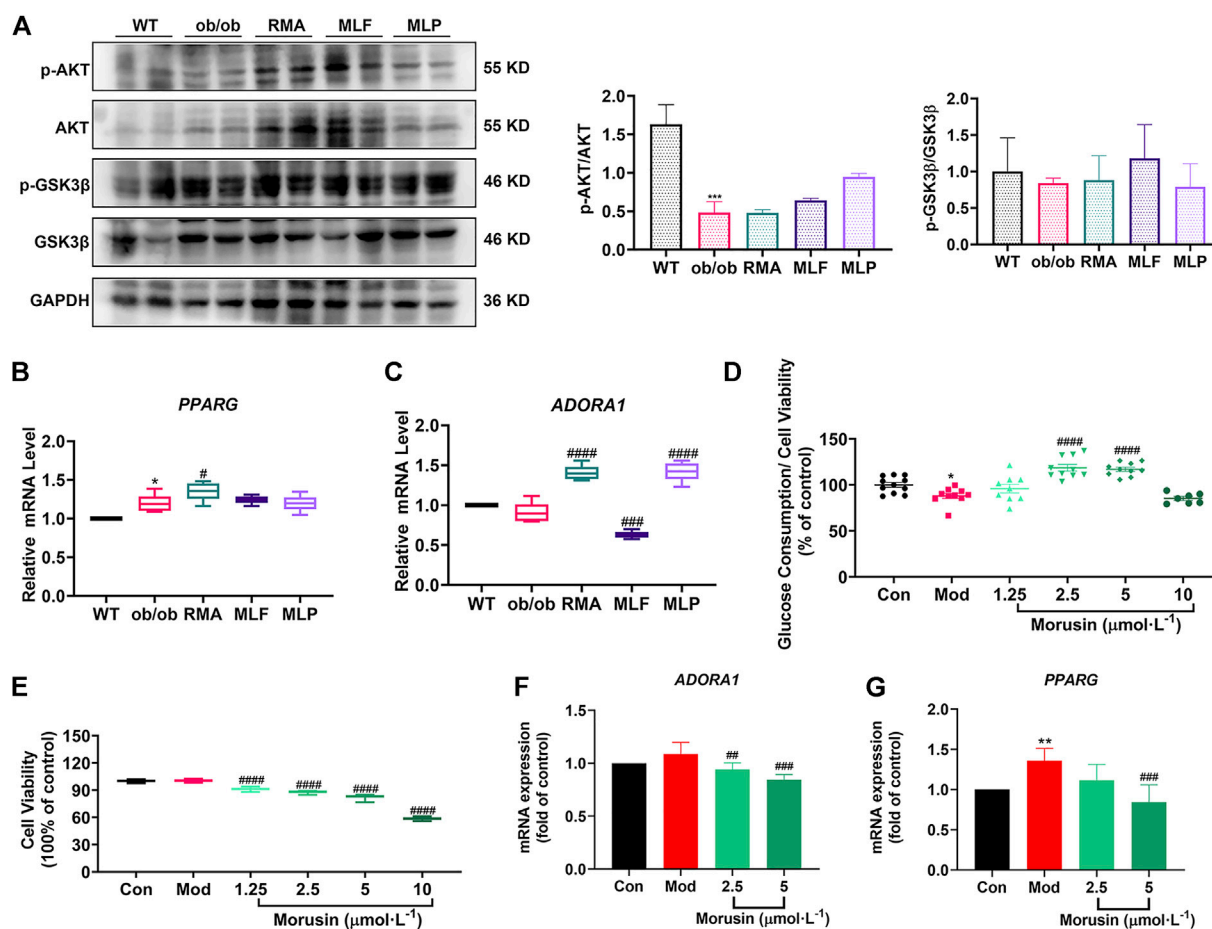 A
WT ob/ob RMA MLF MLP
p-AKT 55 KD
AKT 55 KD
p-GSK3β 46 KD
GSK3β 46 KD
GAPDH 36 KD
p-AKT/AKT
2.0
1.5
1.0
0.5
0.0
***
WT ob/ob RMA MLF MLP
p-GSK3β/GSK3β
2.0
1.5
1.0
0.5
0.0
WT ob/ob RMA MLF MLP
B
PPARG
Relative mRNA Level
2.0
1.5
1.0
0.5
0.0
* #
WT ob/ob RMA MLF MLP
C
ADORA1
Relative mRNA Level
2.0
1.5
1.0
0.5
0.0
#### ### ####
WT ob/ob RMA MLF MLP
D
Glucose Consumption/ Cell Viability
(% of control)
150
100
50
0
* #### ####
Con Mod 1.25 2.5 5 10
Morusin (μmol·L⁻¹)
E
Cell Viability
(100% of control)
150
120
90
60
30
0
#### #### #### ####
Con Mod 1.25 2.5 5 10
Morusin (μmol·L⁻¹)
F
ADORA1
mRNA expression
(fold of control)
1.5
1.0
0.5
0.0
## ###
Con Mod 2.5 5
Morusin (μmol·L⁻¹)
G
PPARG
mRNA expression
(fold of control)
2.0
1.5
1.0
0.5
0.0
** ###
Con Mod 2.5 5
Morusin (μmol·L⁻¹)